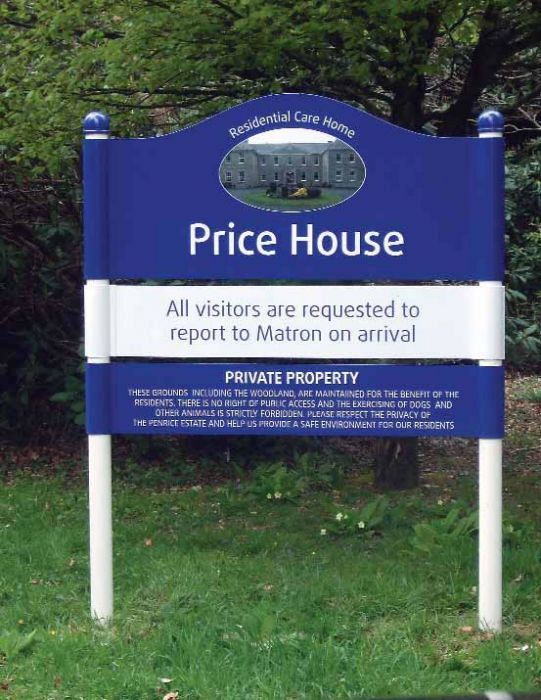 Residential Care Home
Price House
All visitors are requested to
report to Matron on arrival
PRIVATE PROPERTY
THESE GROUNDS INCLUDING THE WOODLAND, ARE MAINTAINED FOR THE BENEFIT OF THE
RESIDENTS. THERE IS NO RIGHT OF PUBLIC ACCESS AND THE EXERCISING OF DOGS AND
OTHER ANIMALS IS STRICTLY FORBIDDEN. PLEASE RESPECT THE PRIVACY OF
THE PENRICE ESTATE AND HELP US PROVIDE A SAFE ENVIRONMENT FOR OUR RESIDENTS